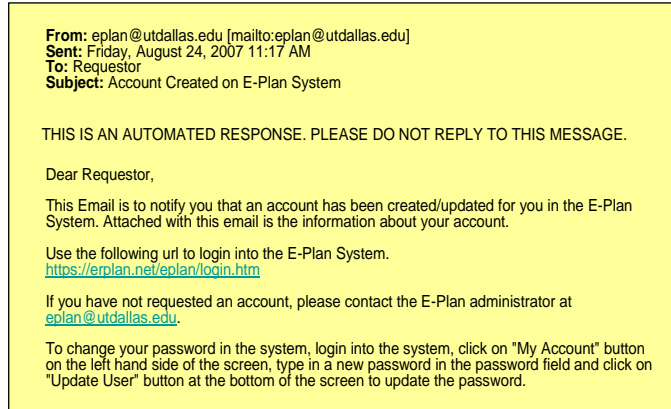 From: eplan@utdallas.edu [mailto:eplan@utdallas.edu]
Sent: Friday, August 24, 2007 11:17 AM
To: Requestor
Subject: Account Created on E-Plan System
THIS IS AN AUTOMATED RESPONSE. PLEASE DO NOT REPLY TO THIS MESSAGE.
Dear Requestor,
This Email is to notify you that an account has been created/updated for you in the E-Plan
System. Attached with this email is the information about your account.
Use the following url to login into the E-Plan System.
https://erplan.net/eplan/login.htm
If you have not requested an account, please contact the E-Plan administrator at
eplan@utdallas.edu.
To change your password in the system, login into the system, click on "My Account" button
on the left hand side of the screen, type in a new password in the password field and click on
"Update User" button at the bottom of the screen to update the password.